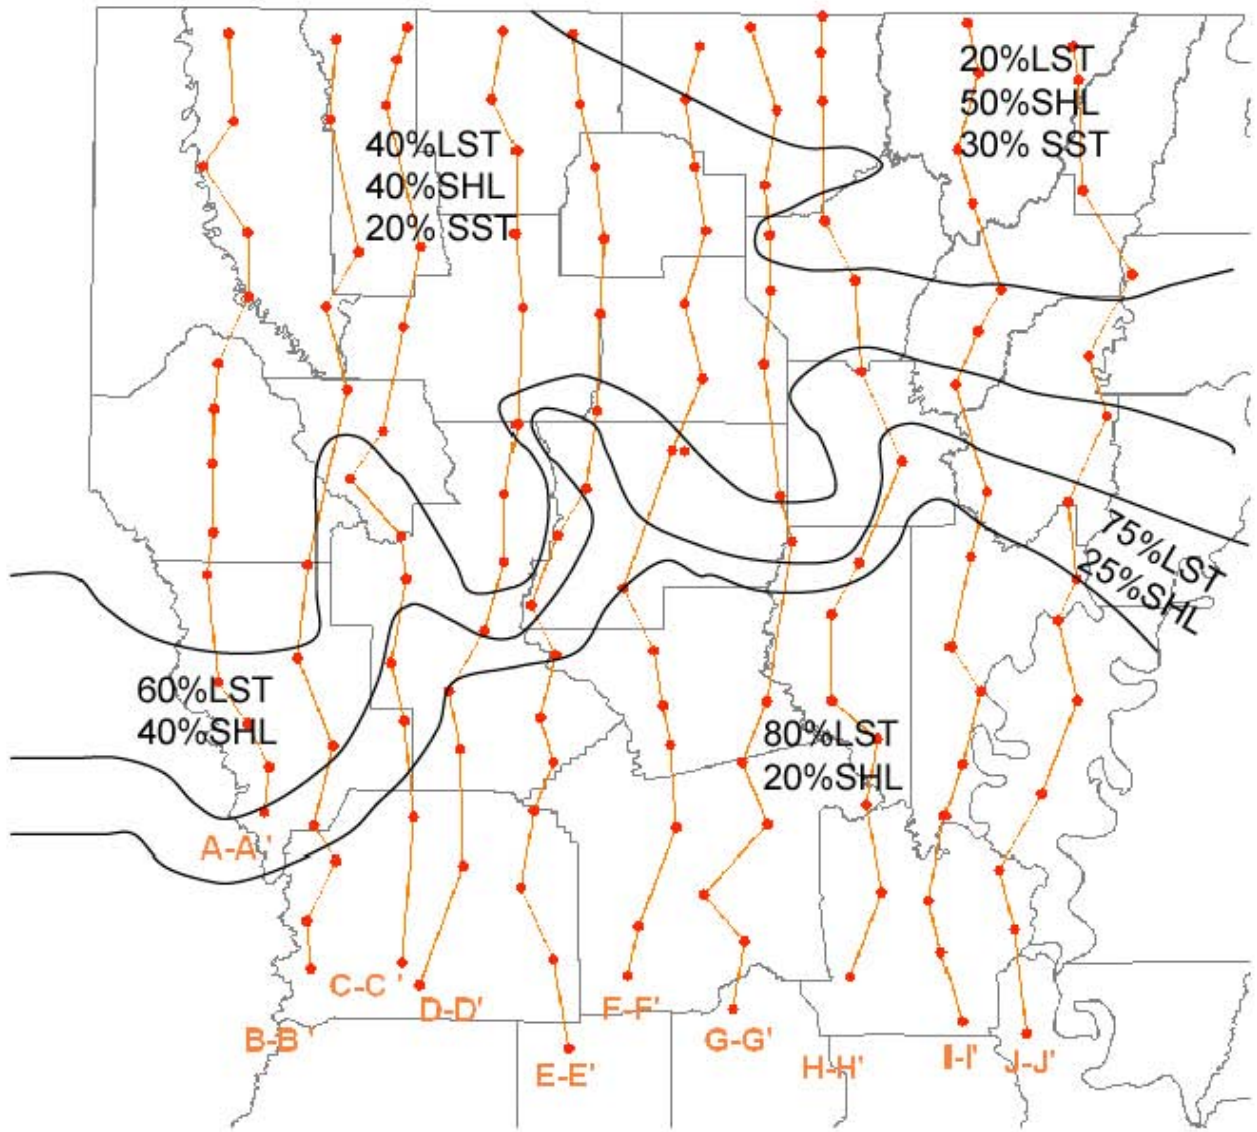 20%LST
50%SHL
30% SST
40%LST
40%SHL
20% SST
75%LST
25%SHL
60%LST
40%SHL
80%LST
20%SHL
A-A'
B-B'
C-C'
D-D'
E-E'
F-F'
G-G'
H-H'
I-I'
J-J'